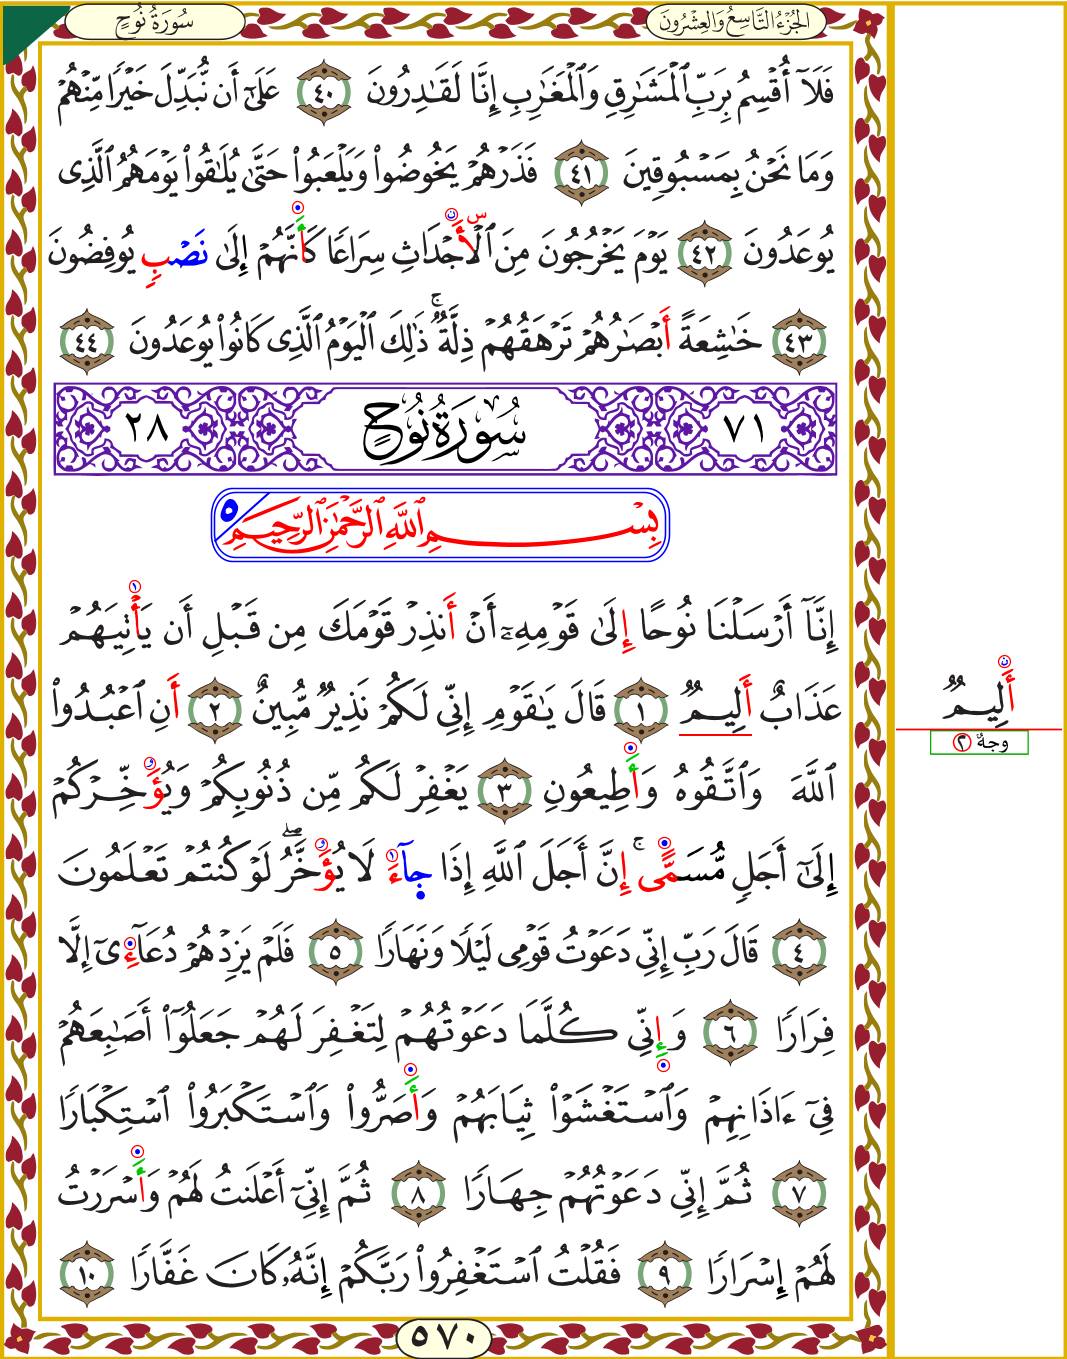 الجُزْءُ التَّاسِعُ وَالْعِشْرُونَ
سُورَةُ نُوحٍ
فَلَآ أُقْسِمُ بِرَبِّ ٱلْمَشَٰرِقِ وَٱلْمَغَٰرِبِ إِنَّا لَقَٰدِرُونَ ٤٠ عَلَىٰٓ أَن نُّبَدِّلَ خَيْرًا مِّنْهُمْ
وَمَا نَحْنُ بِمَسْبُوقِينَ ٤١ فَذَرْهُمْ يَخُوضُوا۟ وَيَلْعَبُوا۟ حَتَّىٰ يُلَٰقُوا۟ يَوْمَهُمُ ٱلَّذِى
يُوعَدُونَ ٤٢ يَوْمَ يَخْرُجُونَ مِنَ ٱلْأَجْدَاثِ سِرَاعًا كَأَنَّهُمْ إِلَىٰ نَصْبٍ يُوفِضُونَ
٤٣ خَٰشِعَةً أَبْصَٰرُهُمْ تَرْهَقُهُمْ ذِلَّةٌ ۚ ذَٰلِكَ ٱلْيَوْمُ ٱلَّذِى كَانُوا۟ يُوعَدُونَ ٤٤
٧١ سُورَةُ نُوحٍ ٢٨
بِسْمِ ٱللَّهِ ٱلرَّحْمَٰنِ ٱلرَّحِيمِ ٥
إِنَّآ أَرْسَلْنَا نُوحًا إِلَىٰ قَوْمِهِۦٓ أَنْ أَنذِرْ قَوْمَكَ مِن قَبْلِ أَن يَأْتِيَهُمْ
عَذَابٌ أَلِيمٌ ١ قَالَ يَٰقَوْمِ إِنِّى لَكُمْ نَذِيرٌ مُّبِينٌ ٢ أَنِ ٱعْبُدُوا۟
ٱللَّهَ وَٱتَّقُوهُ وَأَطِيعُونِ ٣ يَغْفِرْ لَكُم مِّن ذُنُوبِكُمْ وَيُؤَخِّرْكُمْ
إِلَىٰٓ أَجَلٍ مُّسَمًّى ۚ إِنَّ أَجَلَ ٱللَّهِ إِذَا جَآءَ لَا يُؤَخَّرُ ۖ لَوْ كُنتُمْ تَعْلَمُونَ
٤ قَالَ رَبِّ إِنِّى دَعَوْتُ قَوْمِى لَيْلًا وَنَهَارًا ٥ فَلَمْ يَزِدْهُمْ دُعَآءِىٓ إِلَّا
فِرَارًا ٦ وَإِنِّى كُلَّمَا دَعَوْتُهُمْ لِتَغْفِرَ لَهُمْ جَعَلُوٓا۟ أَصَٰبِعَهُمْ
فِىٓ ءَاذَانِهِمْ وَٱسْتَغْشَوْا۟ ثِيَابَهُمْ وَأَصَرُّوا۟ وَٱسْتَكْبَرُوا۟ ٱسْتِكْبَارًا
٧ ثُمَّ إِنِّى دَعَوْتُهُمْ جِهَارًا ٨ ثُمَّ إِنِّىٓ أَعْلَنتُ لَهُمْ وَأَسْرَرْتُ
لَهُمْ إِسْرَارًا ٩ فَقُلْتُ ٱسْتَغْفِرُوا۟ رَبَّكُمْ إِنَّهُۥ كَانَ غَفَّارًا ١٠
أَلِيمٌ
وجهٌ ٢
٥٧٠